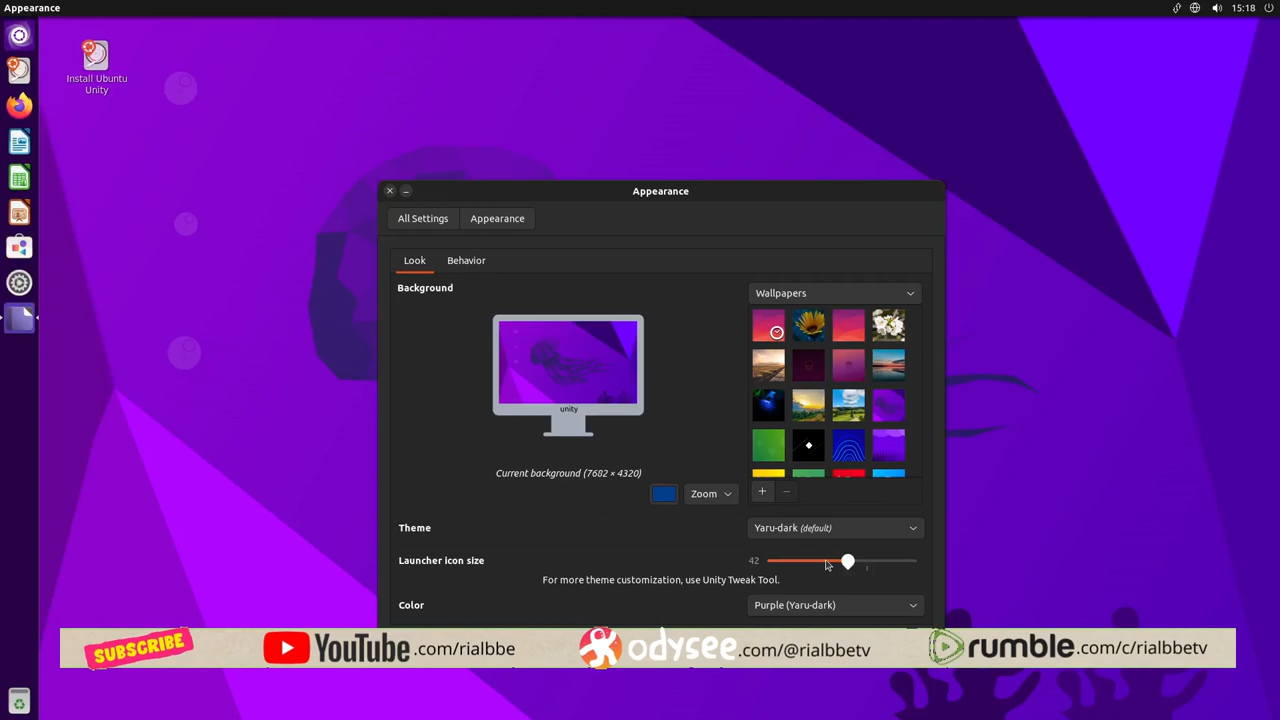 Appearance
15:18
Install Ubuntu
Unity
Appearance
All Settings
Appearance
Look
Behavior
Background
Wallpapers
unity
Current background (7682 × 4320)
Zoom
Theme
Yaru-dark (default)
Launcher icon size
42
For more theme customization, use Unity Tweak Tool.
Color
Purple (Yaru-dark)
SUBSCRIBE
YouTube.com/rialbbe
odysee.com/@rialbbetv
rumble.com/c/rialbbetv